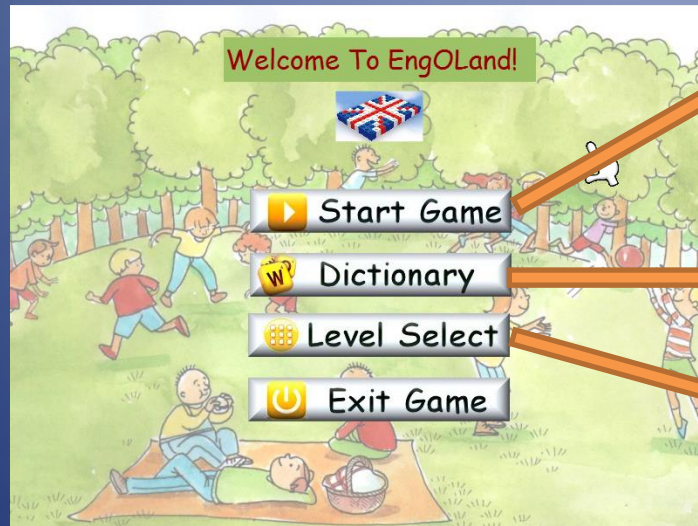 Welcome To EngOLand!
Start Game
W Dictionary
Level Select
Exit Game